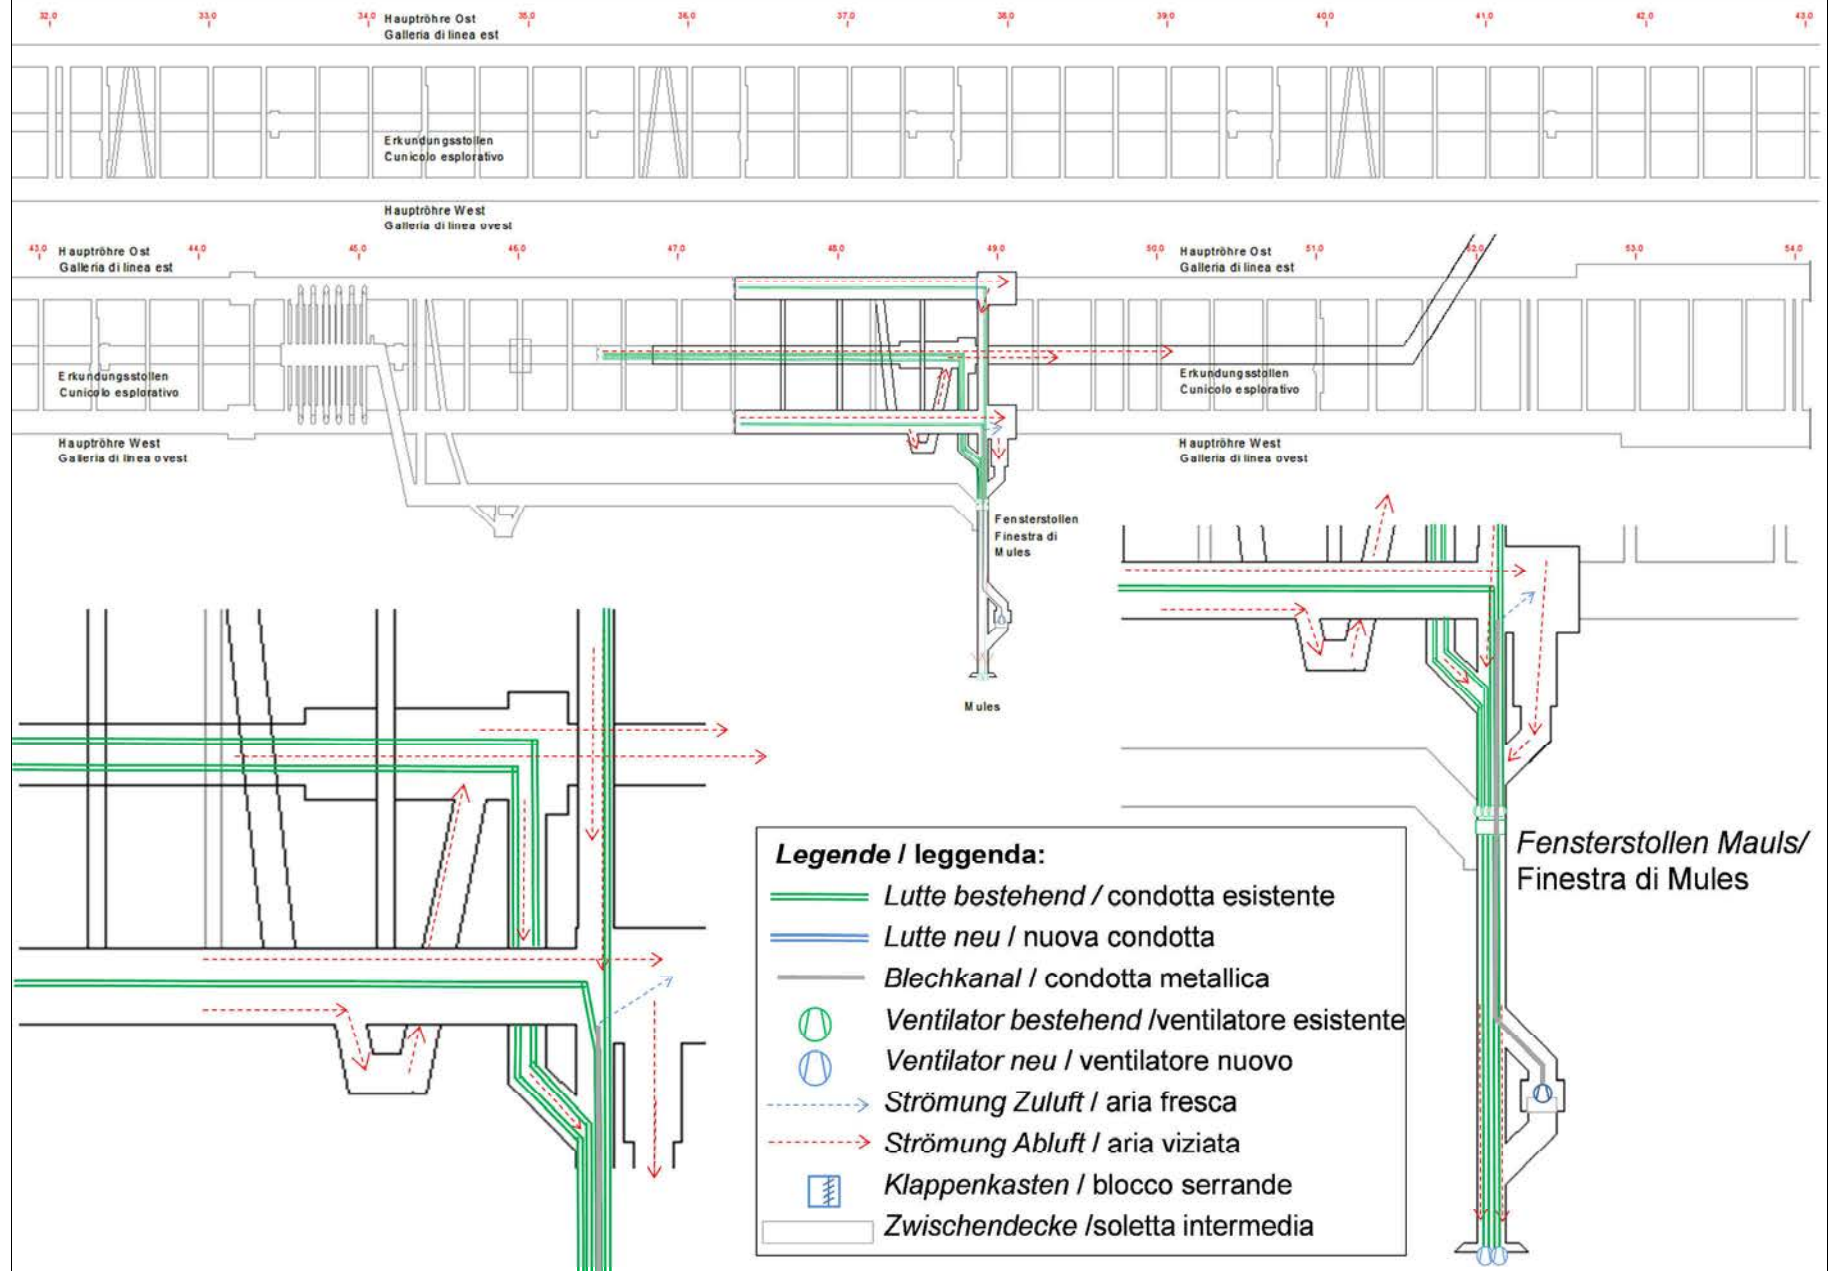 32.0 33.0 34.0 35.0 36.0 37.0 38.0 39.0 40.0 41.0 42.0 43.0
Hauptröhre Ost
Galleria di linea est
Erkundungsstollen
Cunicolo esplorativo
Hauptröhre West
Galleria di linea ovest
43.0 44.0 45.0 46.0 47.0 48.0 49.0 50.0 51.0 52.0 53.0 54.0
Hauptröhre Ost
Galleria di linea est
Hauptröhre Ost
Galleria di linea est
Erkundungsstollen
Cunicolo esplorativo
Erkundungsstollen
Cunicolo esplorativo
Hauptröhre West
Galleria di linea ovest
Hauptröhre West
Galleria di linea ovest
Fensterstollen
Finestra di
Mules
Mules
Fensterstollen Mauls/
Finestra di Mules
Legende / leggenda:
Lutte bestehend / condotta esistente
Lutte neu / nuova condotta
Blechkanal / condotta metallica
Ventilator bestehend /ventilatore esistente
Ventilator neu / ventilatore nuovo
Strömung Zuluft / aria fresca
Strömung Abluft / aria viziata
Klappenkasten / blocco serrande
Zwischendecke /soletta intermedia